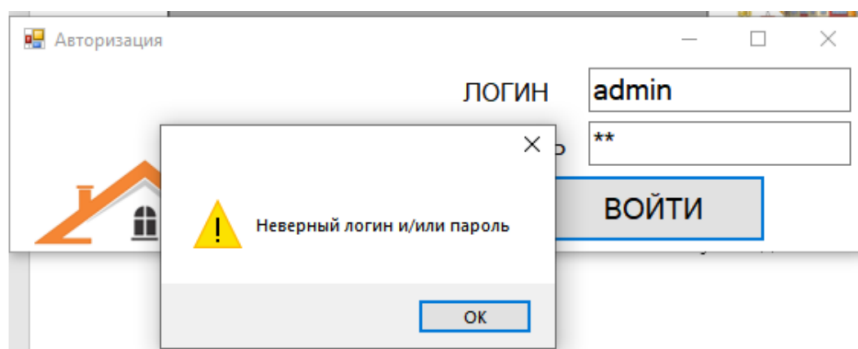 Авторизация
ЛОГИН
admin
**
Неверный логин и/или пароль
ВОЙТИ
ОК